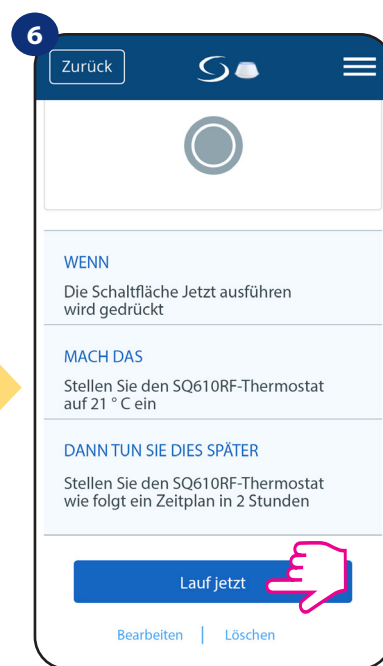 6
Zurück
WENN
Die Schaltfläche Jetzt ausführen
wird gedrückt
MACH DAS
Stellen Sie den SQ610RF-Thermostat
auf 21 ° C ein
DANN TUN SIE DIES SPÄTER
Stellen Sie den SQ610RF-Thermostat
wie folgt ein Zeitplan in 2 Stunden
Lauf jetzt
Bearbeiten | Löschen